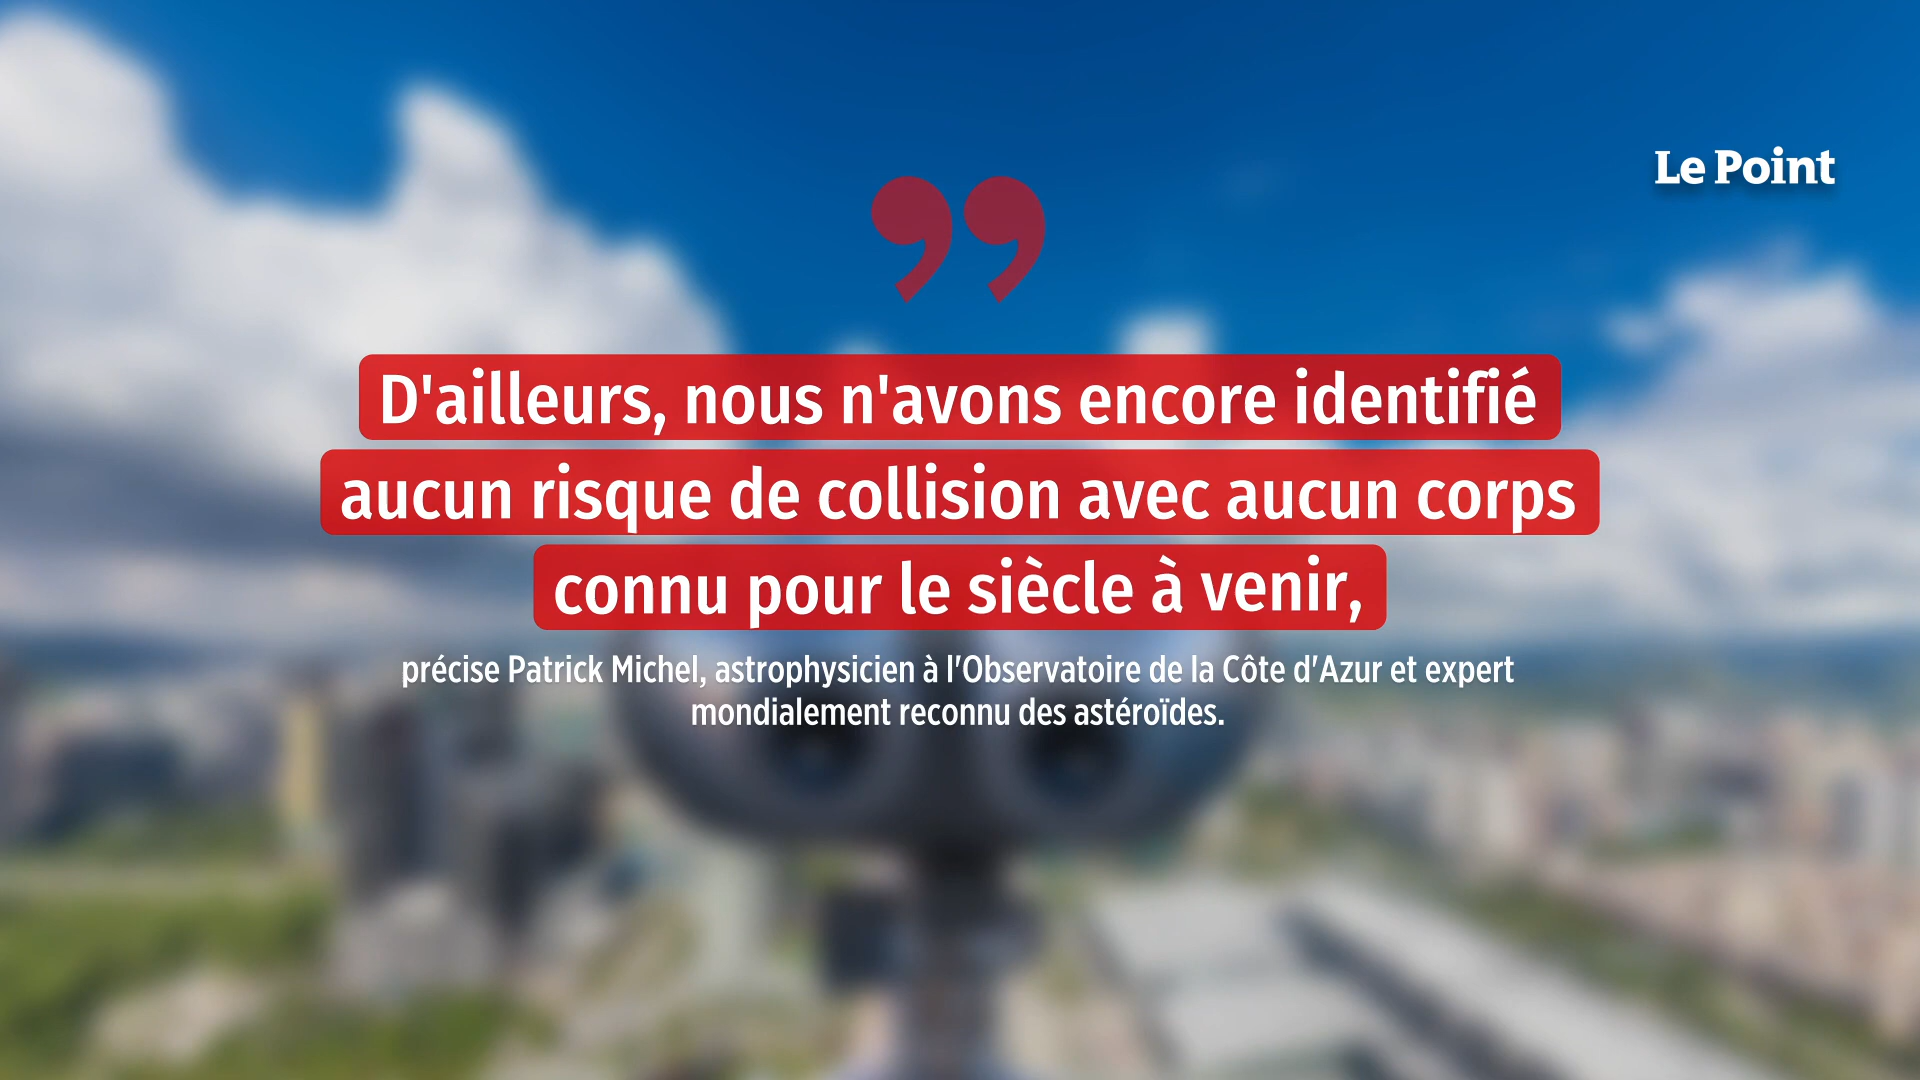 Le Point
”
D'ailleurs, nous n'avons encore identifié
aucun risque de collision avec aucun corps
connu pour le siècle à venir,
précise Patrick Michel, astrophysicien à l'Observatoire de la Côte d'Azur et expert
mondialement reconnu des astéroïdes.